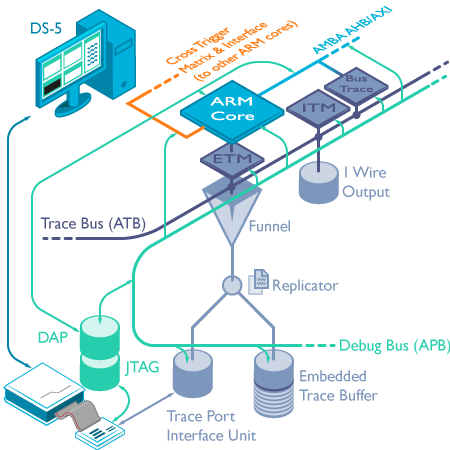 DS-5
Cross Trigger
Matrix & Interface
(to other ARM cores)
AMBA AHB/AXI
ARM
Core
Bus
Trace
ITM
ETM
1 Wire
Output
Trace Bus (ATB)
Funnel
Replicator
DAP
JTAG
Debug Bus (APB)
Trace Port
Interface Unit
Embedded
Trace Buffer